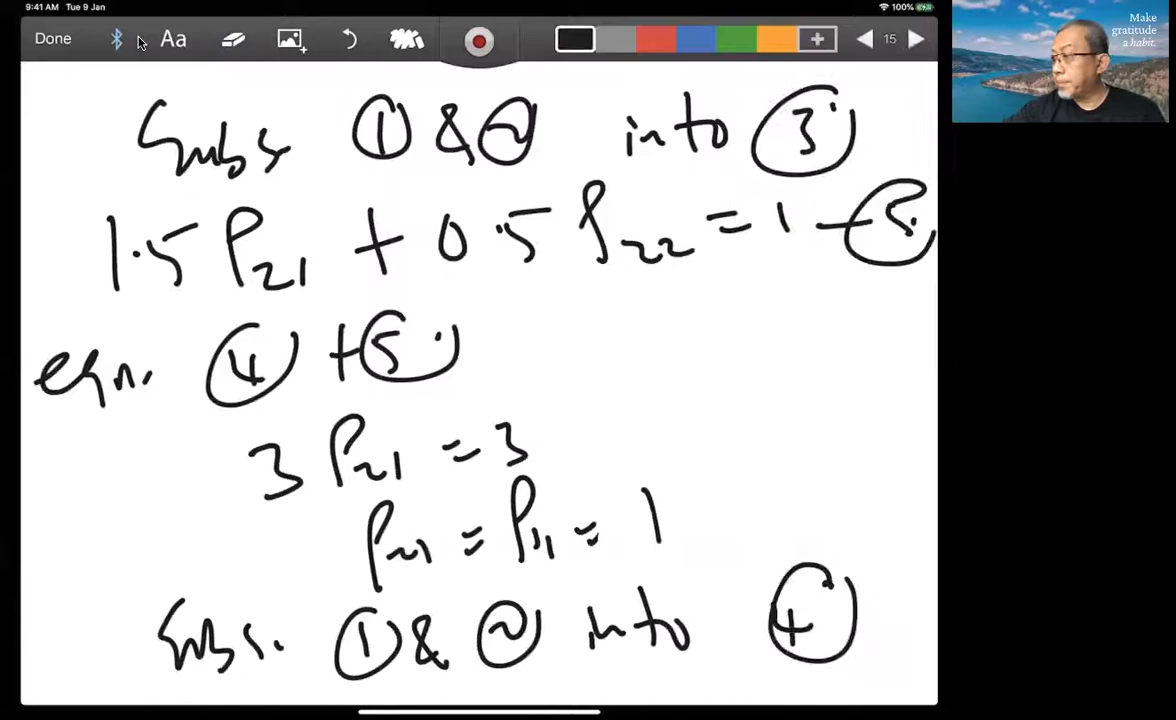 9:41 AM Tue 9 Jan
100%
Done
Aa
15
Make
gratitude
a habit.
Subs ① & ② into ③
1.5 P21 + 0.5 P22 = 1 — ⑤
eqn. ④ + ⑤
3 P21 = 3
P21 = P11 = 1
Subs. ① & ② into ④